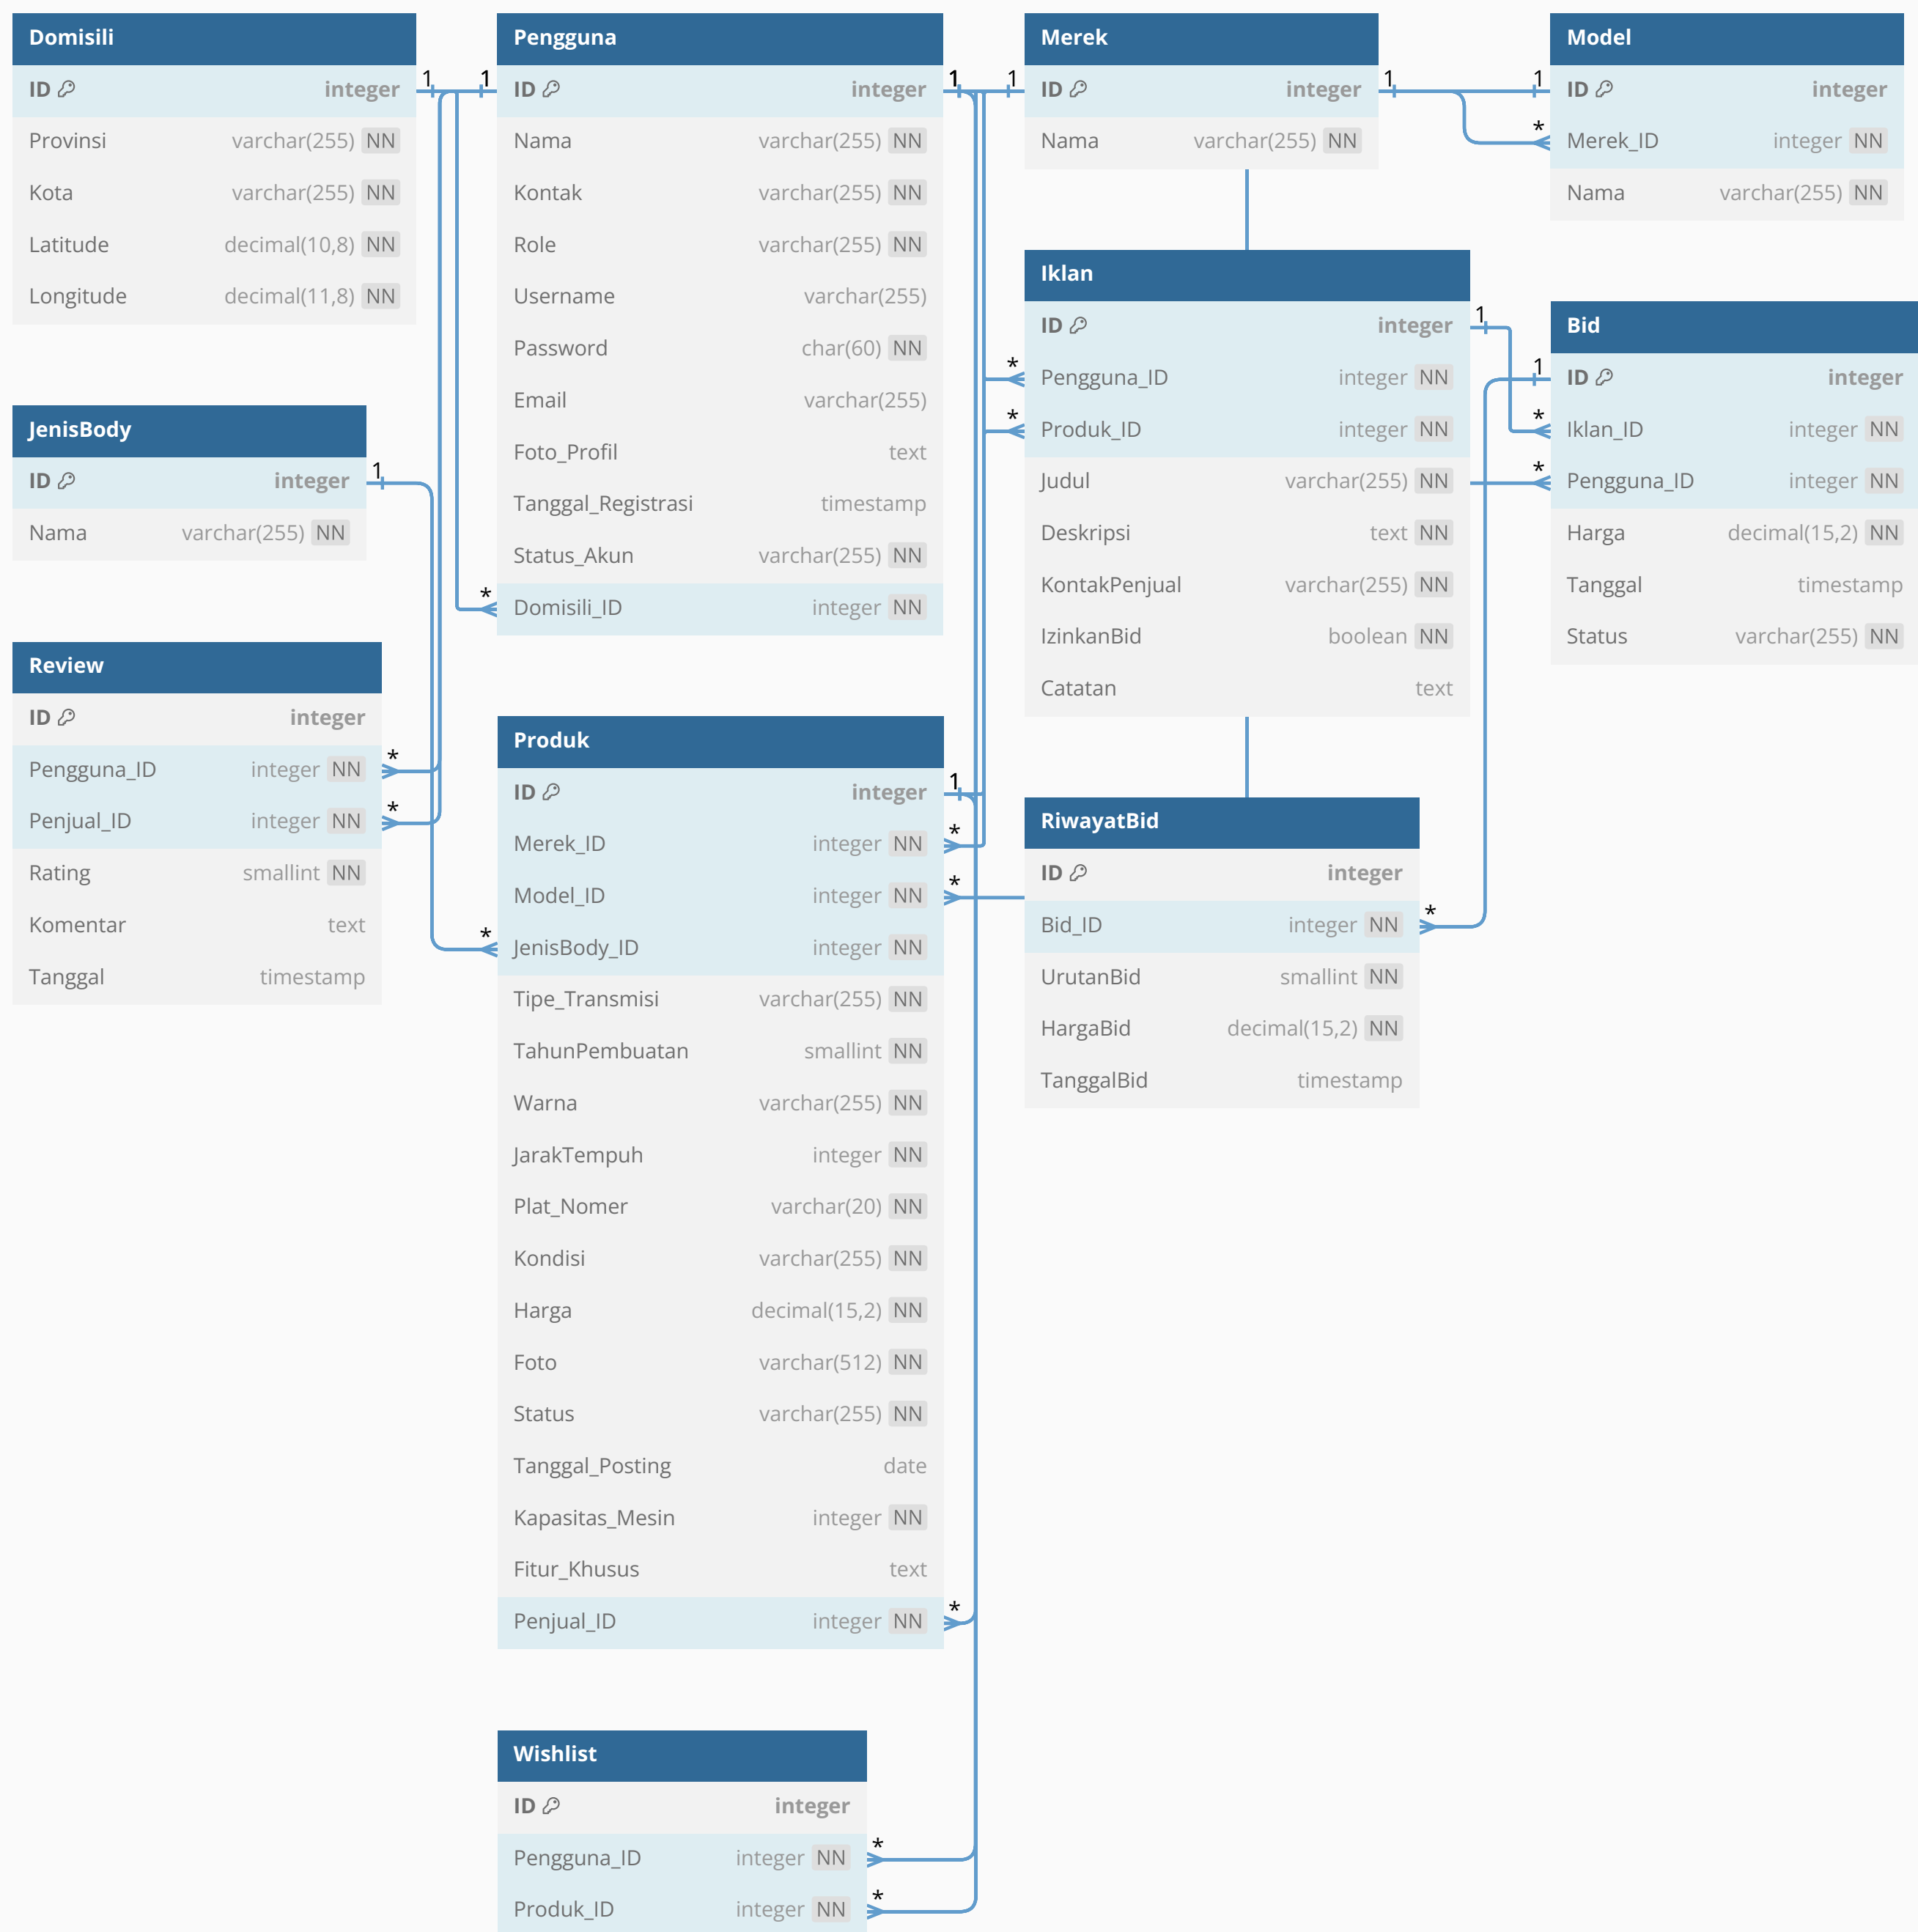 Domisili
ID integer
Provinsi varchar(255) NN
Kota varchar(255) NN
Latitude decimal(10,8) NN
Longitude decimal(11,8) NN
1
1
Pengguna
ID integer
Nama varchar(255) NN
Kontak varchar(255) NN
Role varchar(255) NN
Username varchar(255)
Password char(60) NN
Email varchar(255)
Foto_Profil text
Tanggal_Registrasi timestamp
Status_Akun varchar(255) NN
* Domisili_ID integer NN
1
1
Merek
ID integer
Nama varchar(255) NN
1
1
Model
ID integer
* Merek_ID integer NN
Nama varchar(255) NN
Iklan
ID integer 1
* Pengguna_ID integer NN
* Produk_ID integer NN
Judul varchar(255) NN
Deskripsi text NN
KontakPenjual varchar(255) NN
IzinkanBid boolean NN
Catatan text
Bid
1 ID integer
* Iklan_ID integer NN
* Pengguna_ID integer NN
Harga decimal(15,2) NN
Tanggal timestamp
Status varchar(255) NN
JenisBody
ID integer 1
Nama varchar(255) NN
Review
ID integer
Pengguna_ID integer NN *
Penjual_ID integer NN *
Rating smallint NN
Komentar text
Tanggal timestamp
Produk
ID integer 1
Merek_ID integer NN *
Model_ID integer NN *
* JenisBody_ID integer NN
Tipe_Transmisi varchar(255) NN
TahunPembuatan smallint NN
Warna varchar(255) NN
JarakTempuh integer NN
Plat_Nomer varchar(20) NN
Kondisi varchar(255) NN
Harga decimal(15,2) NN
Foto varchar(512) NN
Status varchar(255) NN
Tanggal_Posting date
Kapasitas_Mesin integer NN
Fitur_Khusus text
Penjual_ID integer NN *
RiwayatBid
ID integer
Bid_ID integer NN *
UrutanBid smallint NN
HargaBid decimal(15,2) NN
TanggalBid timestamp
Wishlist
ID integer
Pengguna_ID integer NN *
Produk_ID integer NN *